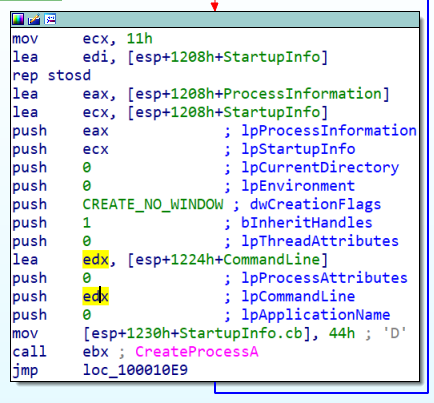 mov ecx, 11h
lea edi, [esp+1208h+StartupInfo]
rep stosd
lea eax, [esp+1208h+ProcessInformation]
lea ecx, [esp+1208h+StartupInfo]
push eax ; lpProcessInformation
push ecx ; lpStartupInfo
push 0 ; lpCurrentDirectory
push 0 ; lpEnvironment
push CREATE_NO_WINDOW ; dwCreationFlags
push 1 ; bInheritHandles
push 0 ; lpThreadAttributes
lea edx, [esp+1224h+CommandLine]
push 0 ; lpProcessAttributes
push edx ; lpCommandLine
push 0 ; lpApplicationName
mov [esp+1230h+StartupInfo.cb], 44h ; 'D'
call ebx ; CreateProcessA
jmp loc_100010E9